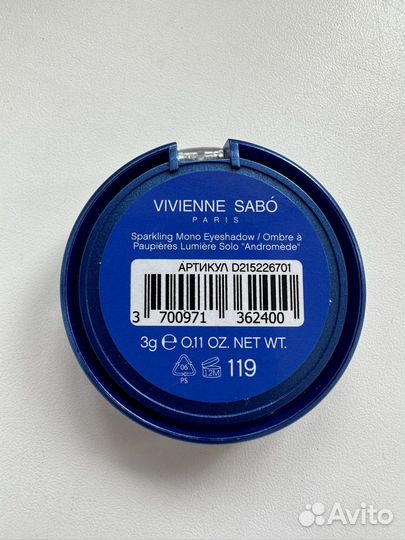 VIVIENNE SABÓ
PARIS
Sparkling Mono Eyeshadow / Ombre à
Paupières Lumière Solo "Andromède"
АРТИКУЛ D215226701
3 700971 362400
3g ℮ 0.11 OZ. NET WT.
06 12M 119
PS
Avito